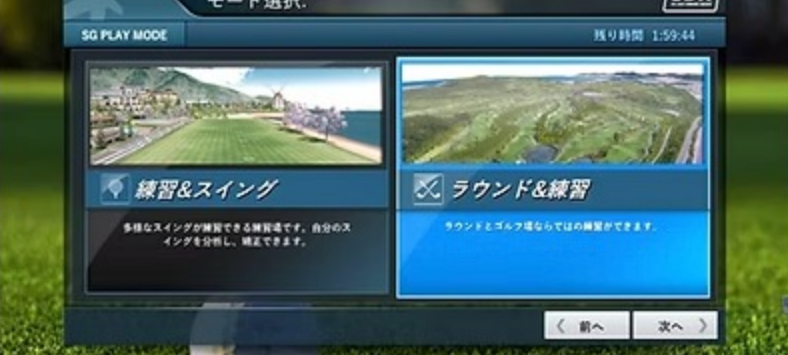 モード選択.
SG PLAY MODE
残り時間 1:59:44
練習&スイング
ラウンド&練習
多様なスイングが練習できる練習場です。自分のス
イングを分析し、矯正できます。
ラウンドとゴルフ場ならではの練習ができます.
前へ
次へ